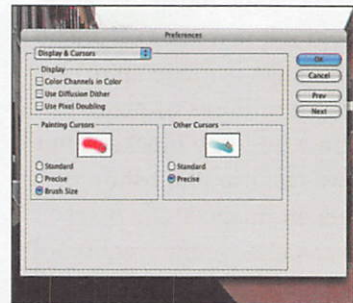 Preferences
Display & Cursors
Display
Color Channels in Color
Use Diffusion Dither
Use Pixel Doubling
Painting Cursors
Standard
Precise
Brush Size
Other Cursors
Standard
Precise
OK
Cancel
Prev
Next